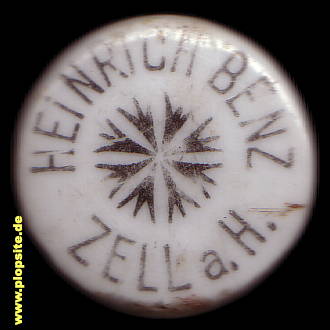 HEINRICH BENZ
ZELL a.H.
© www.plopsite.de